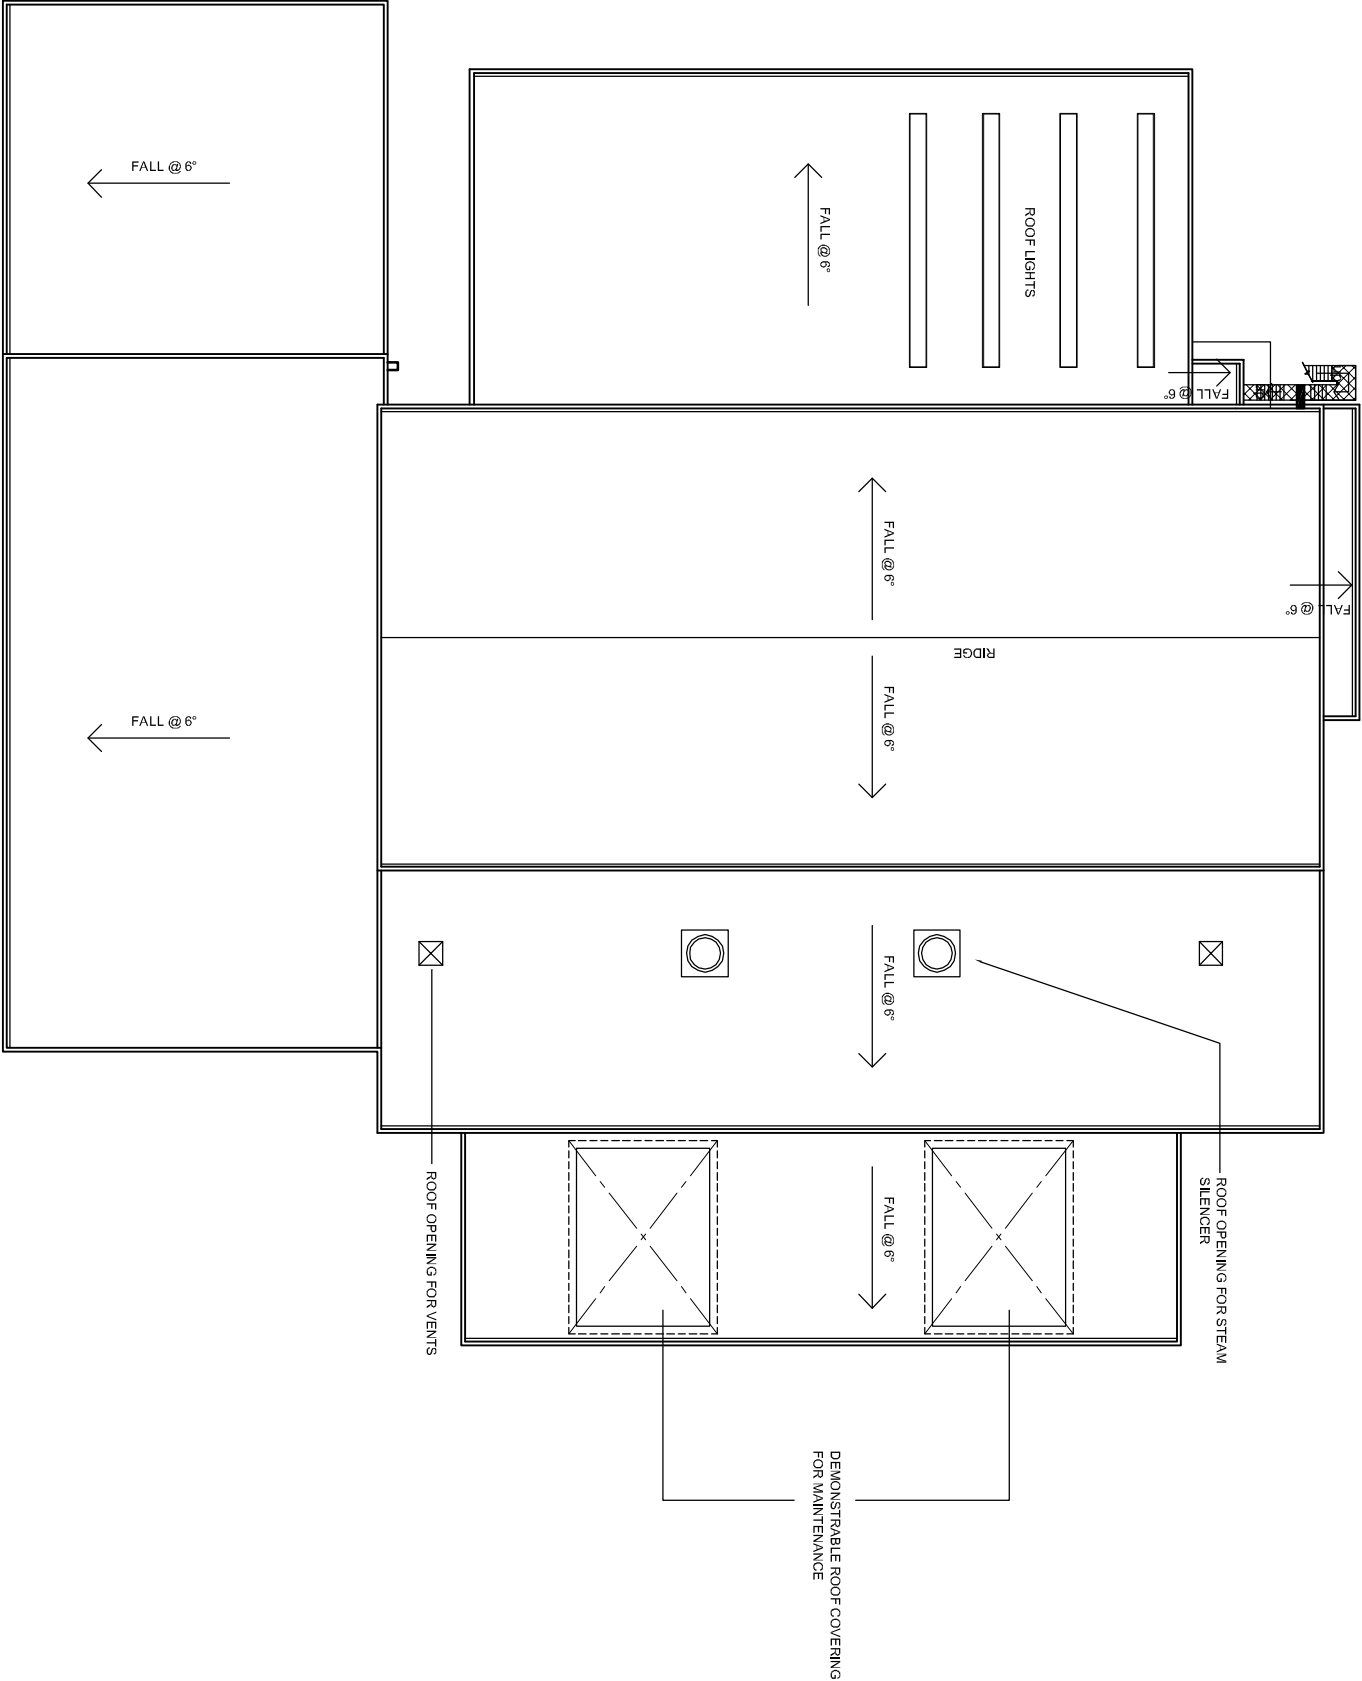 FALL @ 6°
FALL @ 6°
ROOF LIGHTS
FALL @ 6°
FALL @ 6°
FALL @ 6°
RIDGE
FALL @ 6°
FALL @ 6°
FALL @ 6°
ROOF OPENING FOR VENTS
FALL @ 6°
ROOF OPENING FOR STEAM
SILENCER
DEMONSTRABLE ROOF COVERING
FOR MAINTENANCE